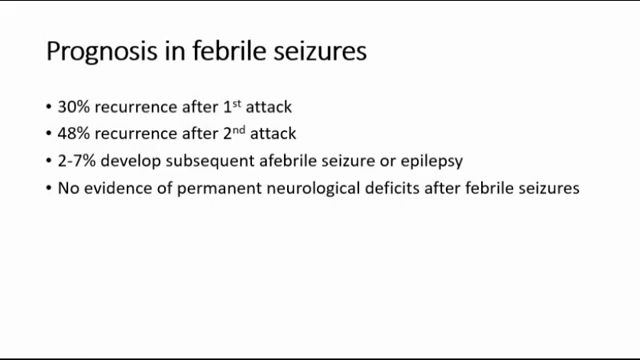 Prognosis in febrile seizures
• 30% recurrence after 1st attack
• 48% recurrence after 2nd attack
• 2-7% develop subsequent afebrile seizure or epilepsy
• No evidence of permanent neurological deficits after febrile seizures